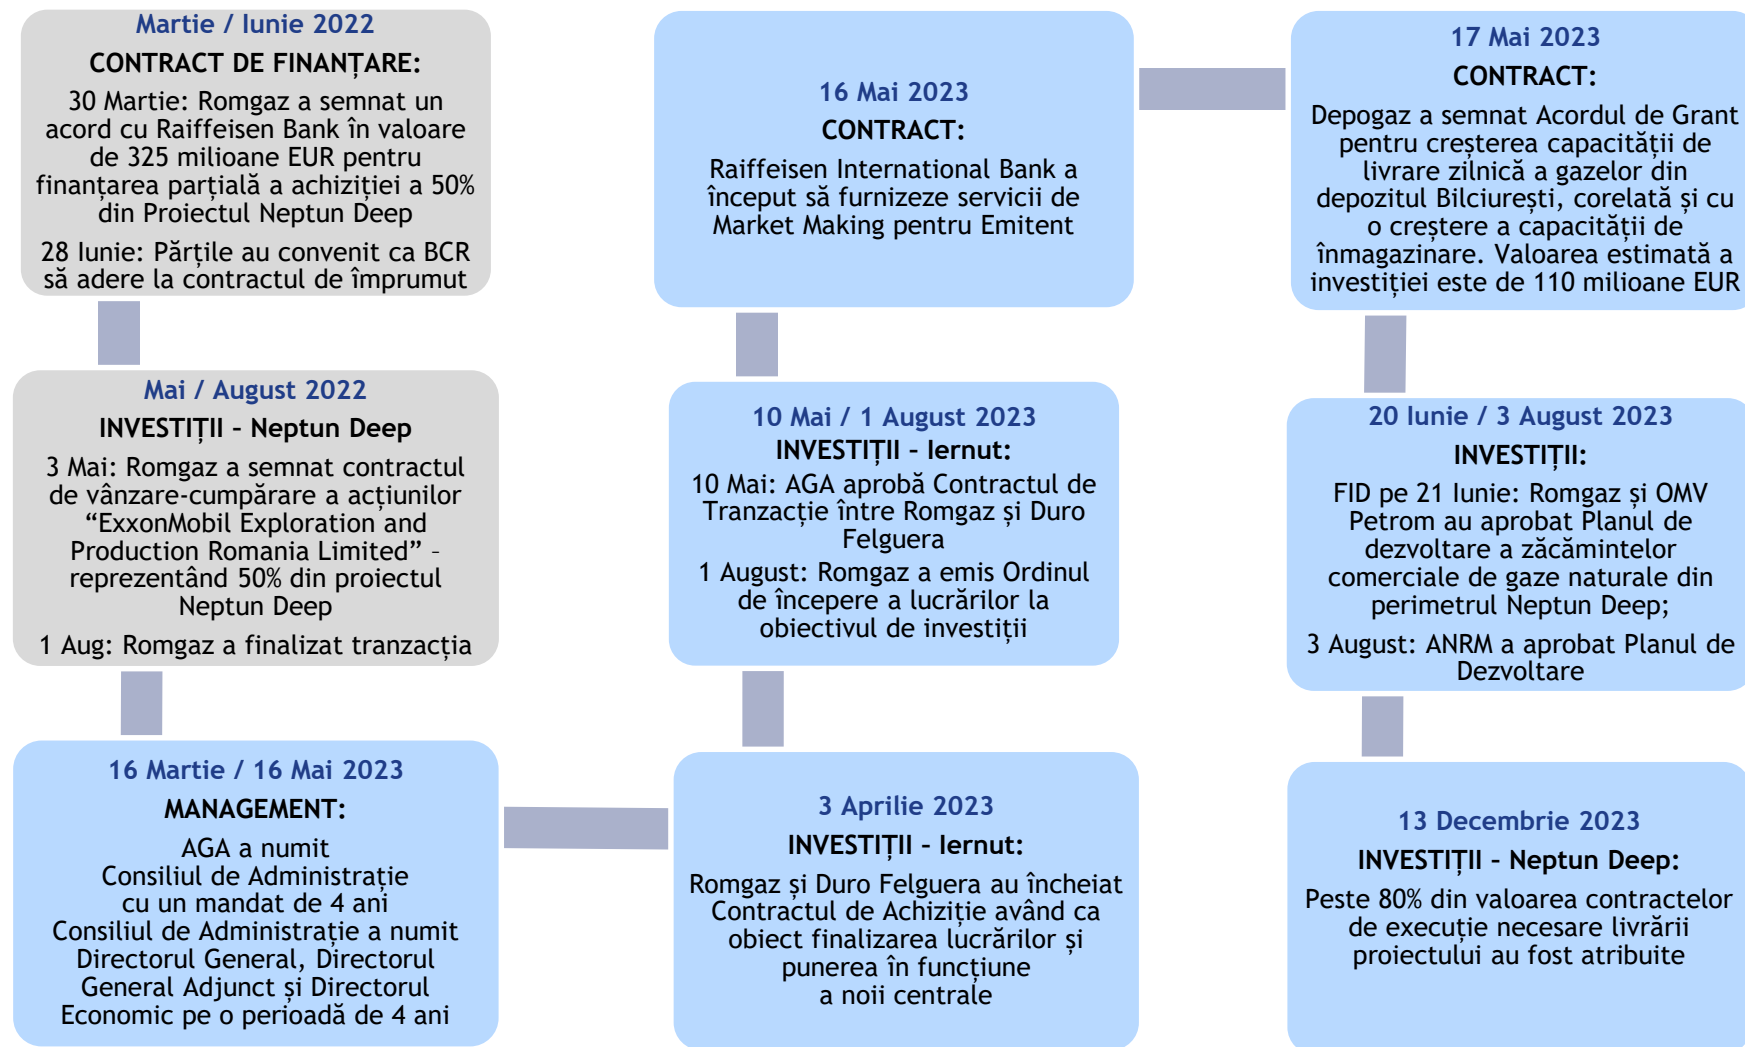 Martie / Iunie 2022
CONTRACT DE FINANȚARE:
30 Martie: Romgaz a semnat un
acord cu Raiffeisen Bank în valoare
de 325 milioane EUR pentru
finanțarea parțială a achiziției a 50%
din Proiectul Neptun Deep
28 Iunie: Părțile au convenit ca BCR
să adere la contractul de împrumut
Mai / August 2022
INVESTIȚII – Neptun Deep
3 Mai: Romgaz a semnat contractul
de vânzare-cumpărare a acțiunilor
“ExxonMobil Exploration and
Production Romania Limited” –
reprezentând 50% din proiectul
Neptun Deep
1 Aug: Romgaz a finalizat tranzacția
16 Martie / 16 Mai 2023
MANAGEMENT:
AGA a numit
Consiliul de Administrație
cu un mandat de 4 ani
Consiliul de Administrație a numit
Directorul General, Directorul
General Adjunct și Directorul
Economic pe o perioadă de 4 ani
3 Aprilie 2023
INVESTIȚII – Iernut:
Romgaz și Duro Felguera au încheiat
Contractul de Achiziție având ca
obiect finalizarea lucrărilor și
punerea în funcțiune
a noii centrale
10 Mai / 1 August 2023
INVESTIȚII – Iernut:
10 Mai: AGA aprobă Contractul de
Tranzacție între Romgaz și Duro
Felguera
1 August: Romgaz a emis Ordinul
de începere a lucrărilor la
obiectivul de investiții
16 Mai 2023
CONTRACT:
Raiffeisen International Bank a
început să furnizeze servicii de
Market Making pentru Emitent
17 Mai 2023
CONTRACT:
Depogaz a semnat Acordul de Grant
pentru creșterea capacității de
livrare zilnică a gazelor din
depozitul Bilciurești, corelată și cu
o creștere a capacității de
înmagazinare. Valoarea estimată a
investiției este de 110 milioane EUR
20 Iunie / 3 August 2023
INVESTIȚII:
FID pe 21 Iunie: Romgaz și OMV
Petrom au aprobat Planul de
dezvoltare a zăcămintelor
comerciale de gaze naturale din
perimetrul Neptun Deep;
3 August: ANRM a aprobat Planul de
Dezvoltare
13 Decembrie 2023
INVESTIȚII – Neptun Deep:
Peste 80% din valoarea contractelor
de execuție necesare livrării
proiectului au fost atribuite